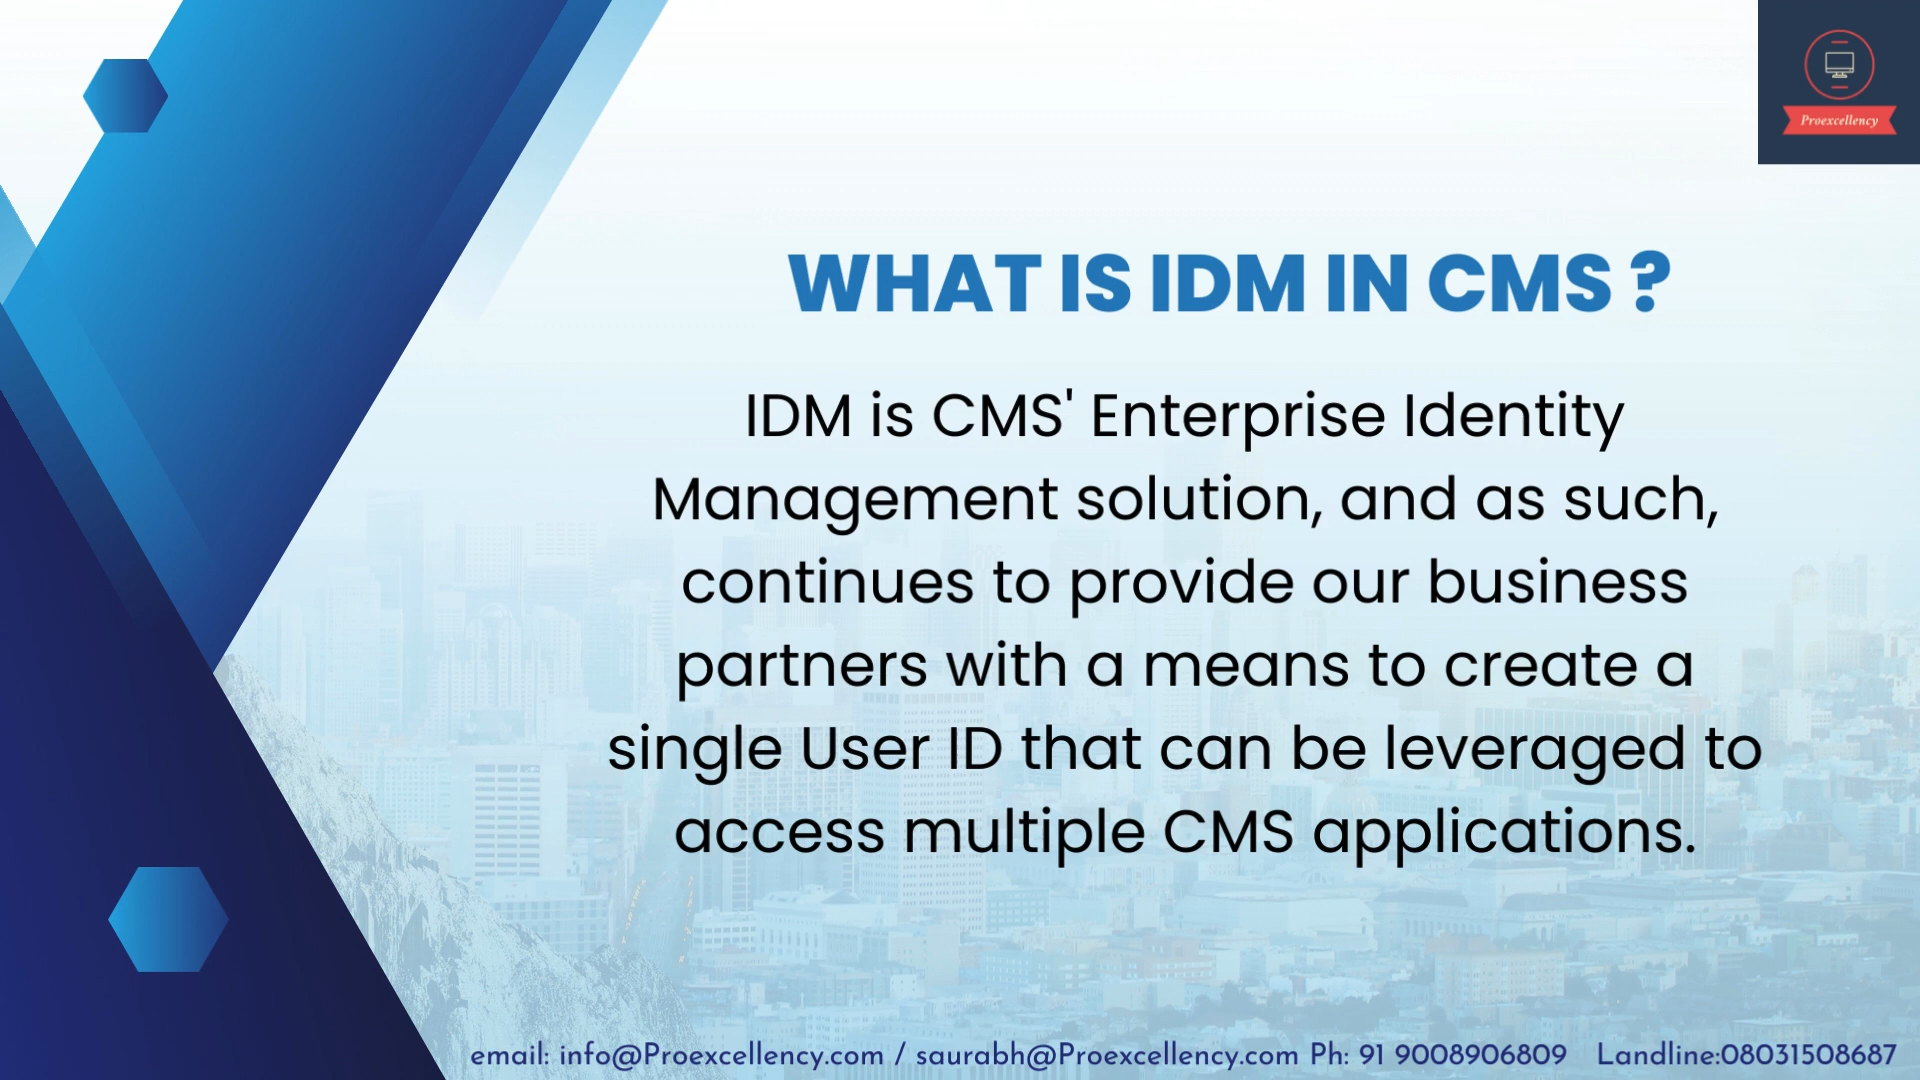 Proexcellency
WHAT IS IDM IN CMS ?
IDM is CMS' Enterprise Identity
Management solution, and as such,
continues to provide our business
partners with a means to create a
single User ID that can be leveraged to
access multiple CMS applications.
email: info@Proexcellency.com / saurabh@Proexcellency.com Ph: 91 9008906809 Landline:08031508687